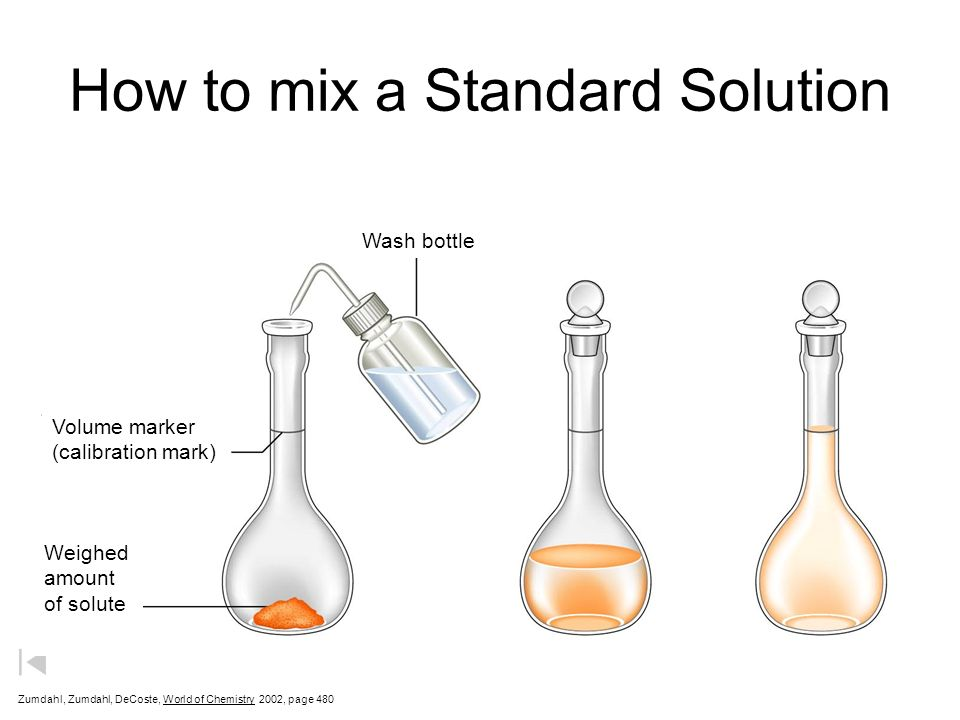 How to mix a Standard Solution
Wash bottle
Volume marker
(calibration mark)
Weighed
amount
of solute
Zumdahl, Zumdahl, DeCoste, World of Chemistry 2002, page 480